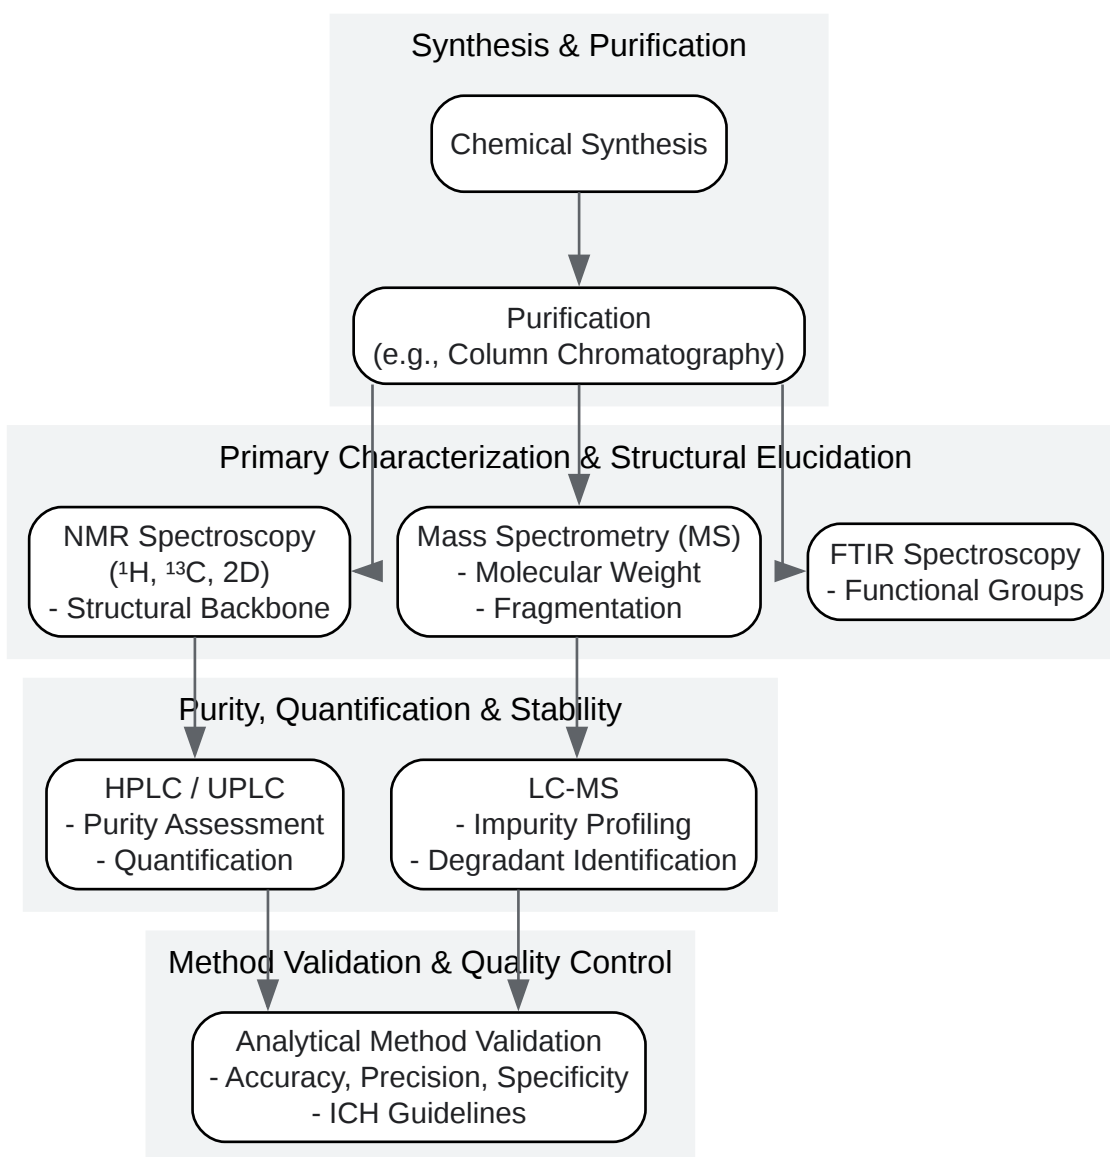 Synthesis & Purification
Chemical Synthesis
Purification
(e.g., Column Chromatography)
Primary Characterization & Structural Elucidation
NMR Spectroscopy
(¹H, ¹³C, 2D)
- Structural Backbone
Mass Spectrometry (MS)
- Molecular Weight
- Fragmentation
FTIR Spectroscopy
- Functional Groups
Purity, Quantification & Stability
HPLC / UPLC
- Purity Assessment
- Quantification
LC-MS
- Impurity Profiling
- Degradant Identification
Method Validation & Quality Control
Analytical Method Validation
- Accuracy, Precision, Specificity
- ICH Guidelines